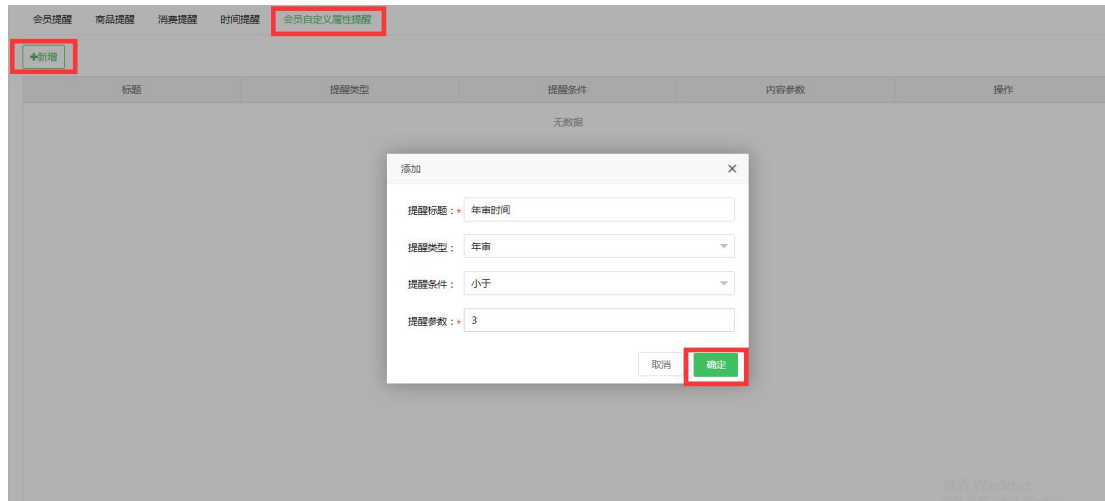 会员提醒 商品提醒 消费提醒 时间提醒 会员自定义属性提醒
+新增
标题 提醒类型 提醒条件 内容参数 操作
无数据
添加 ×
提醒标题：* 年审时间
提醒类型： 年审
提醒条件： 小于
提醒参数：* 3
取消 确定
激活 Windows